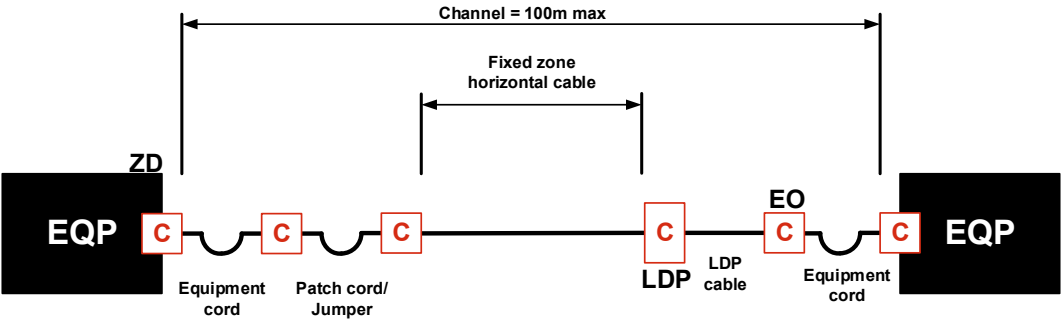 Channel = 100m max
Fixed zone
horizontal cable
ZD
EQP
C
C
C
C
LDP
EO
C
C
EQP
Equipment
cord
Patch cord/
Jumper
LDP
cable
Equipment
cord